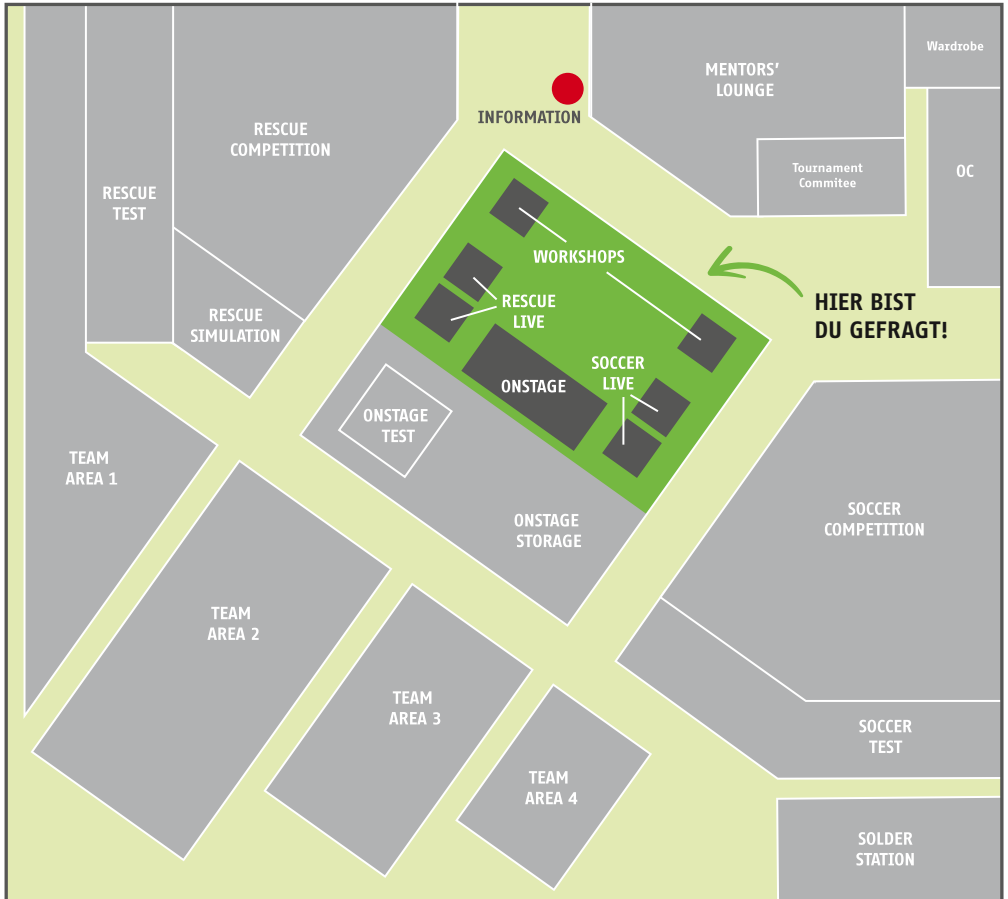 Wardrobe
MENTORS'
LOUNGE
INFORMATION
RESCUE
COMPETITION
Tournament
Commitee
OC
RESCUE
TEST
WORKSHOPS
RESCUE
LIVE
HIER BIST
DU GEFRAGT!
RESCUE
SIMULATION
SOCCER
LIVE
ONSTAGE
ONSTAGE
TEST
TEAM
AREA 1
SOCCER
COMPETITION
ONSTAGE
STORAGE
TEAM
AREA 2
TEAM
AREA 3
SOCCER
TEST
TEAM
AREA 4
SOLDER
STATION